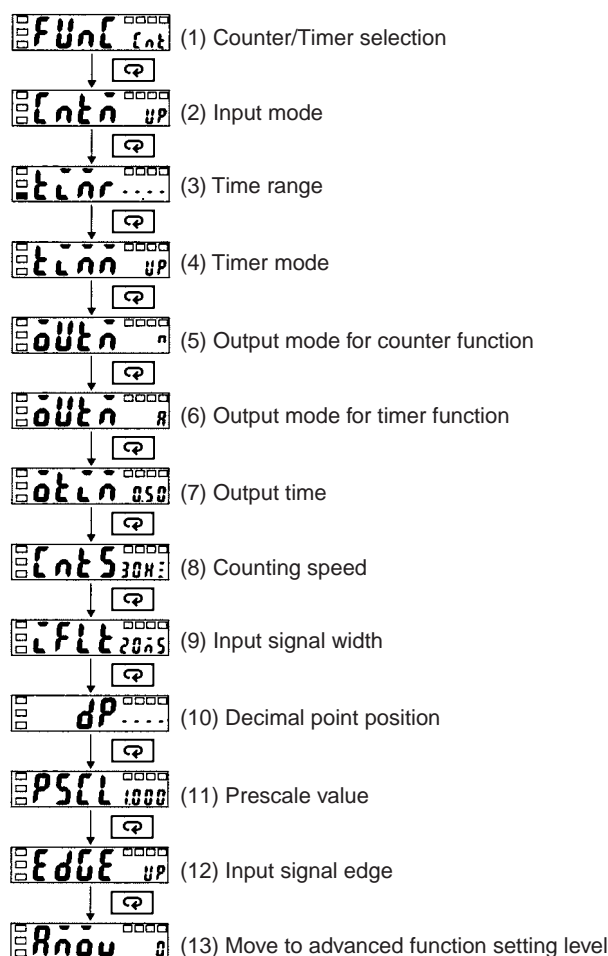 FUnC Cnt (1) Counter/Timer selection
Cntm UP (2) Input mode
timr ---- (3) Time range
timm UP (4) Timer mode
oUtm n (5) Output mode for counter function
oUtm A (6) Output mode for timer function
otim 0.50 (7) Output time
CntS 30HZ (8) Counting speed
iFLt 20mS (9) Input signal width
dP ---- (10) Decimal point position
PSCL 1.000 (11) Prescale value
EdGE UP (12) Input signal edge
Amov 0 (13) Move to advanced function setting level